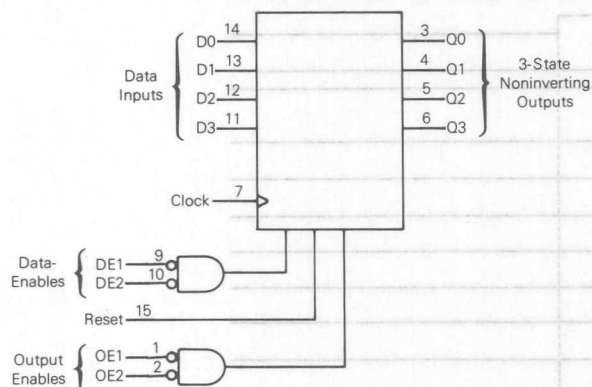 Data
Inputs
D0 14
D1 13
D2 12
D3 11
3 Q0
4 Q1
5 Q2
6 Q3
3-State
Noninverting
Outputs
Clock 7
Data-
Enables
DE1 9
DE2 10
Reset 15
Output
Enables
OE1 1
OE2 2